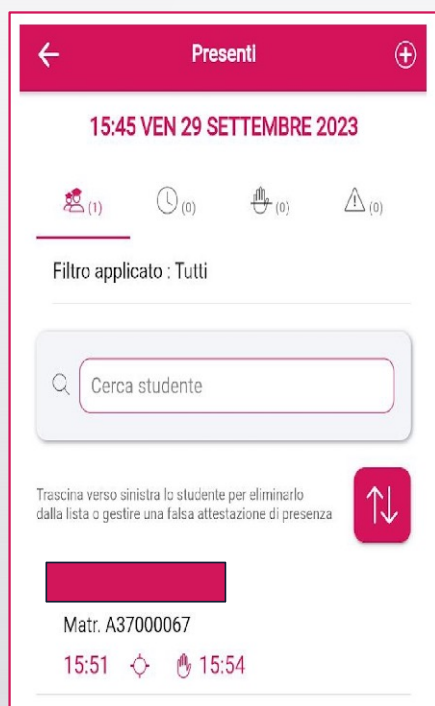 Presenti
15:45 VEN 29 SETTEMBRE 2023
(1) (0) (0) (0)
Filtro applicato : Tutti
Cerca studente
Trascina verso sinistra lo studente per eliminarlo
dalla lista o gestire una falsa attestazione di presenza
Matr. A37000067
15:51 15:54